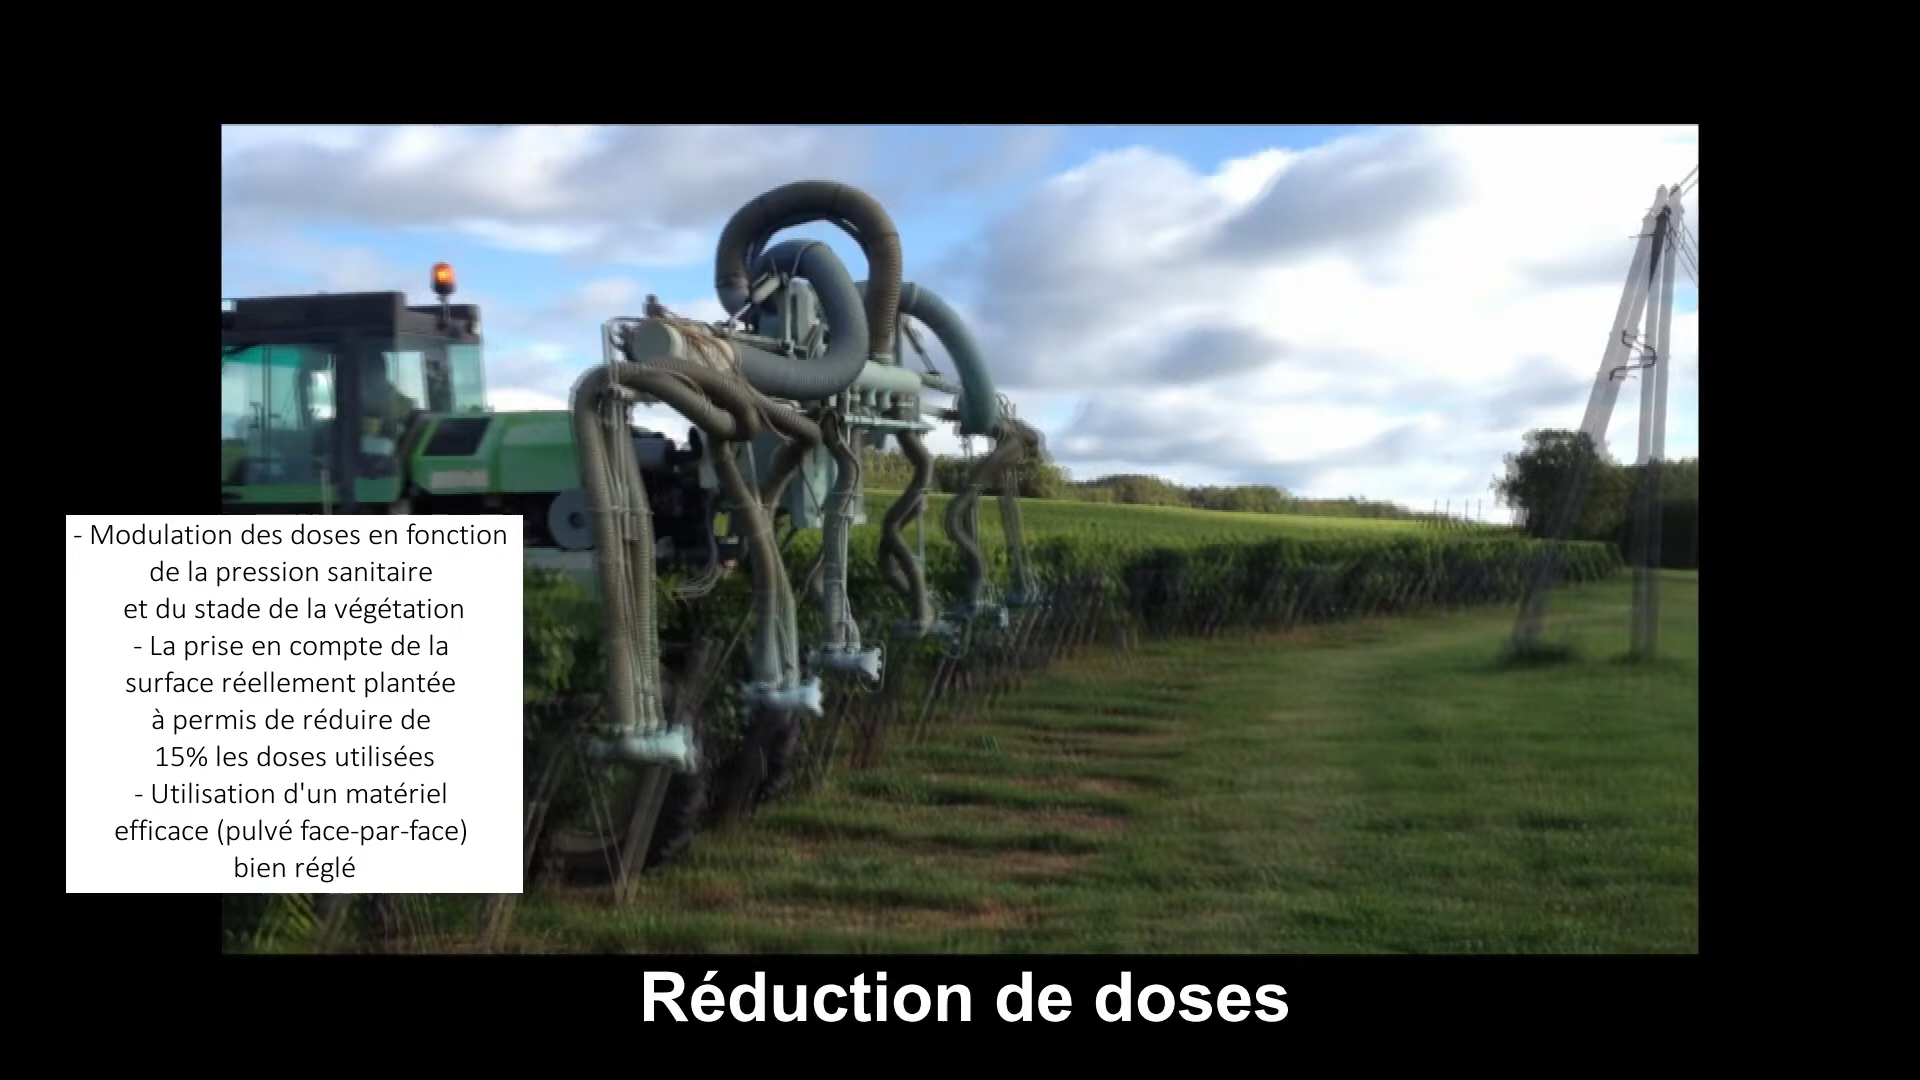 - Modulation des doses en fonction
de la pression sanitaire
et du stade de la végétation
- La prise en compte de la
surface réellement plantée
à permis de réduire de
15% les doses utilisées
- Utilisation d'un matériel
efficace (pulvé face-par-face)
bien réglé
Réduction de doses